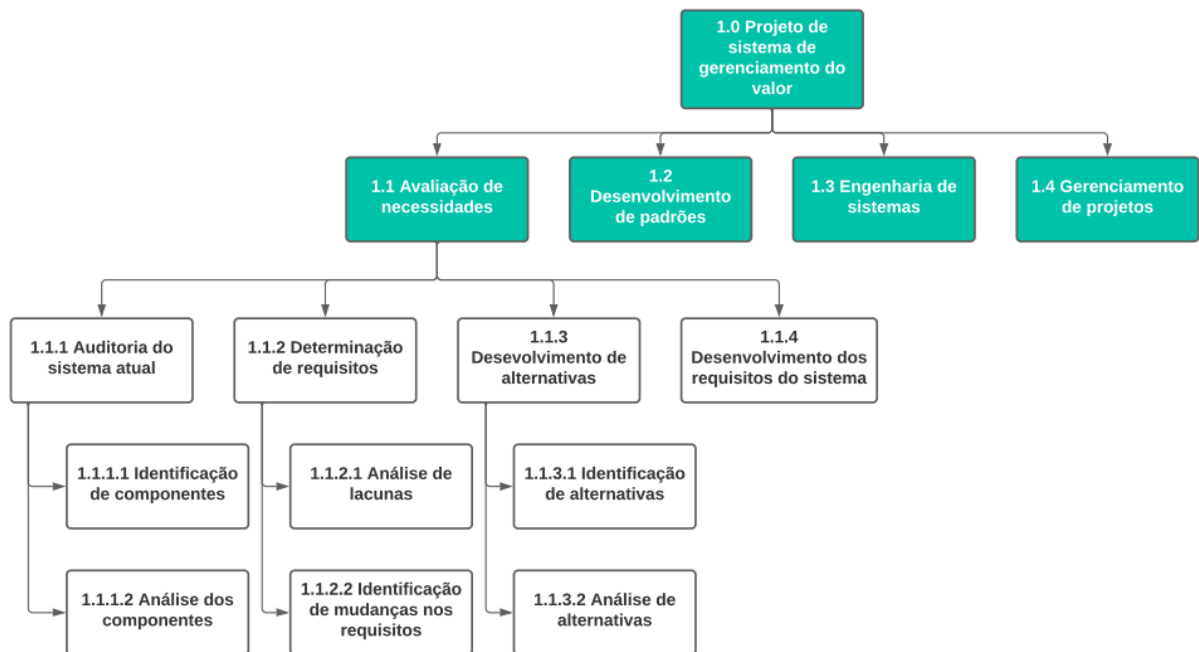 1.0 Projeto de
sistema de
gerenciamento do
valor
1.1 Avaliação de
necessidades
1.2
Desenvolvimento
de padrões
1.3 Engenharia de
sistemas
1.4 Gerenciamento
de projetos
1.1.1 Auditoria do
sistema atual
1.1.2 Determinação
de requisitos
1.1.3
Desevolvimento de
alternativas
1.1.4
Desenvolvimento dos
requisitos do sistema
1.1.1.1 Identificação
de componentes
1.1.2.1 Análise de
lacunas
1.1.3.1 Identificação
de alternativas
1.1.1.2 Análise dos
componentes
1.1.2.2 Identificação
de mudanças nos
requisitos
1.1.3.2 Análise de
alternativas